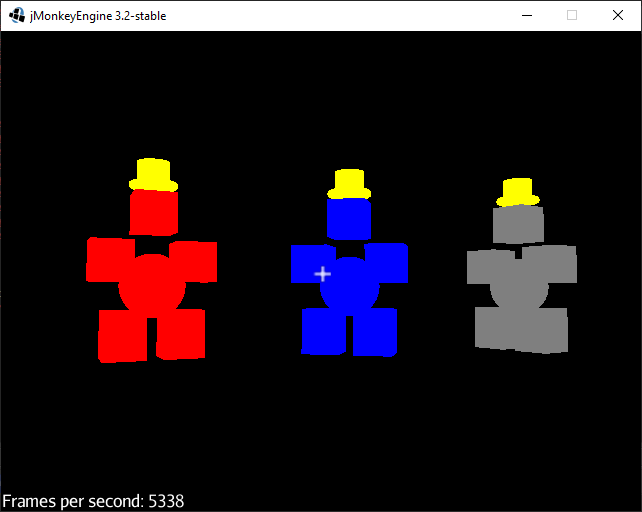 jMonkeyEngine 3.2-stable
Frames per second: 5338